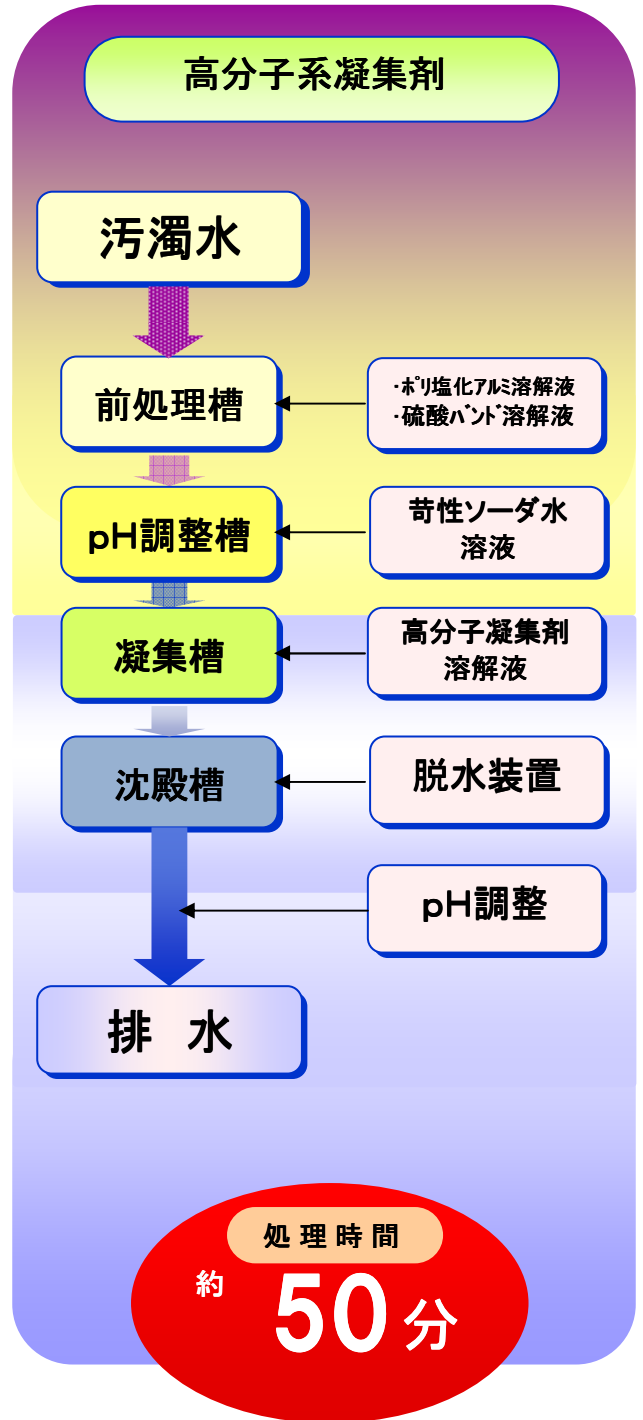 高分子系凝集剤
汚濁水
前処理槽
・ﾎﾟﾘ塩化ｱﾙﾐ溶解液
・硫酸ﾊﾞﾝﾄﾞ溶解液
pH調整槽
苛性ソーダ水
溶液
凝集槽
高分子凝集剤
溶解液
沈殿槽
脱水装置
pH調整
排 水
処理時間
約 50分